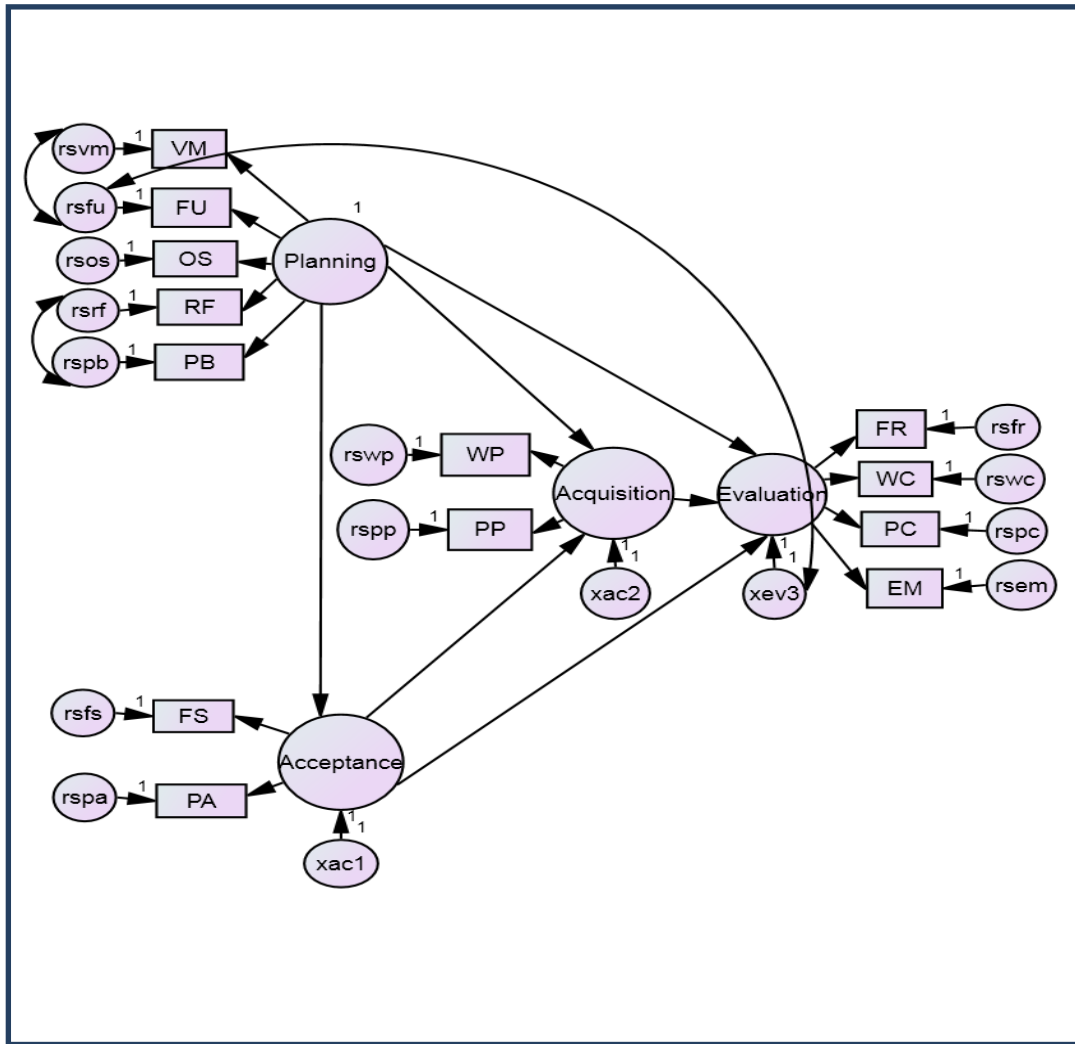 1
rsvm
VM
1
rsfu
FU
1
Planning
1
rsos
OS
1
rsrf
RF
1
rspb
PB
1
rswp
WP
1
rspp
PP
Acquisition
1
1
xac2
Evaluation
1
1
xev3
FR
1
rsfr
WC
1
rswc
PC
1
rspc
EM
1
rsem
1
rsfs
FS
1
rspa
PA
Acceptance
1
1
xac1